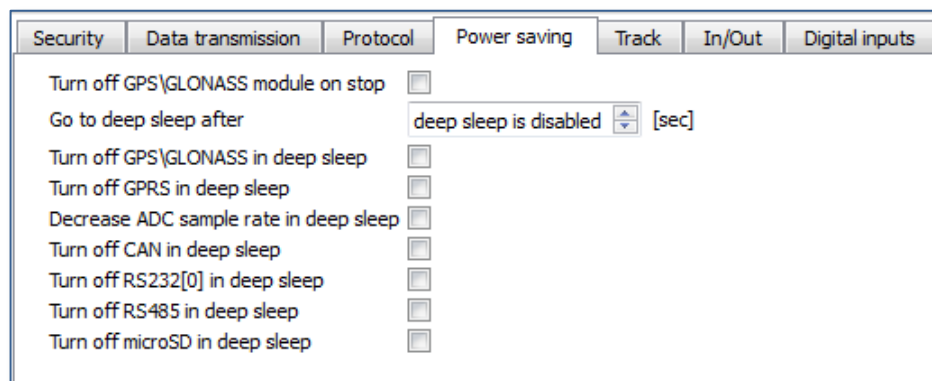 Security Data transmission Protocol Power saving Track In/Out Digital inputs
Turn off GPS\GLONASS module on stop
Go to deep sleep after deep sleep is disabled [sec]
Turn off GPS\GLONASS in deep sleep
Turn off GPRS in deep sleep
Decrease ADC sample rate in deep sleep
Turn off CAN in deep sleep
Turn off RS232[0] in deep sleep
Turn off RS485 in deep sleep
Turn off microSD in deep sleep